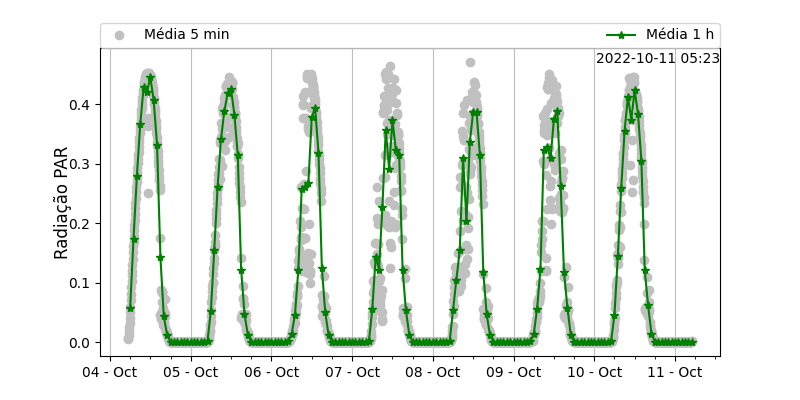 Média 5 min
Média 1 h
2022-10-11 05:23
Radiação PAR
0.4
0.3
0.2
0.1
0.0
04 - Oct
05 - Oct
06 - Oct
07 - Oct
08 - Oct
09 - Oct
10 - Oct
11 - Oct